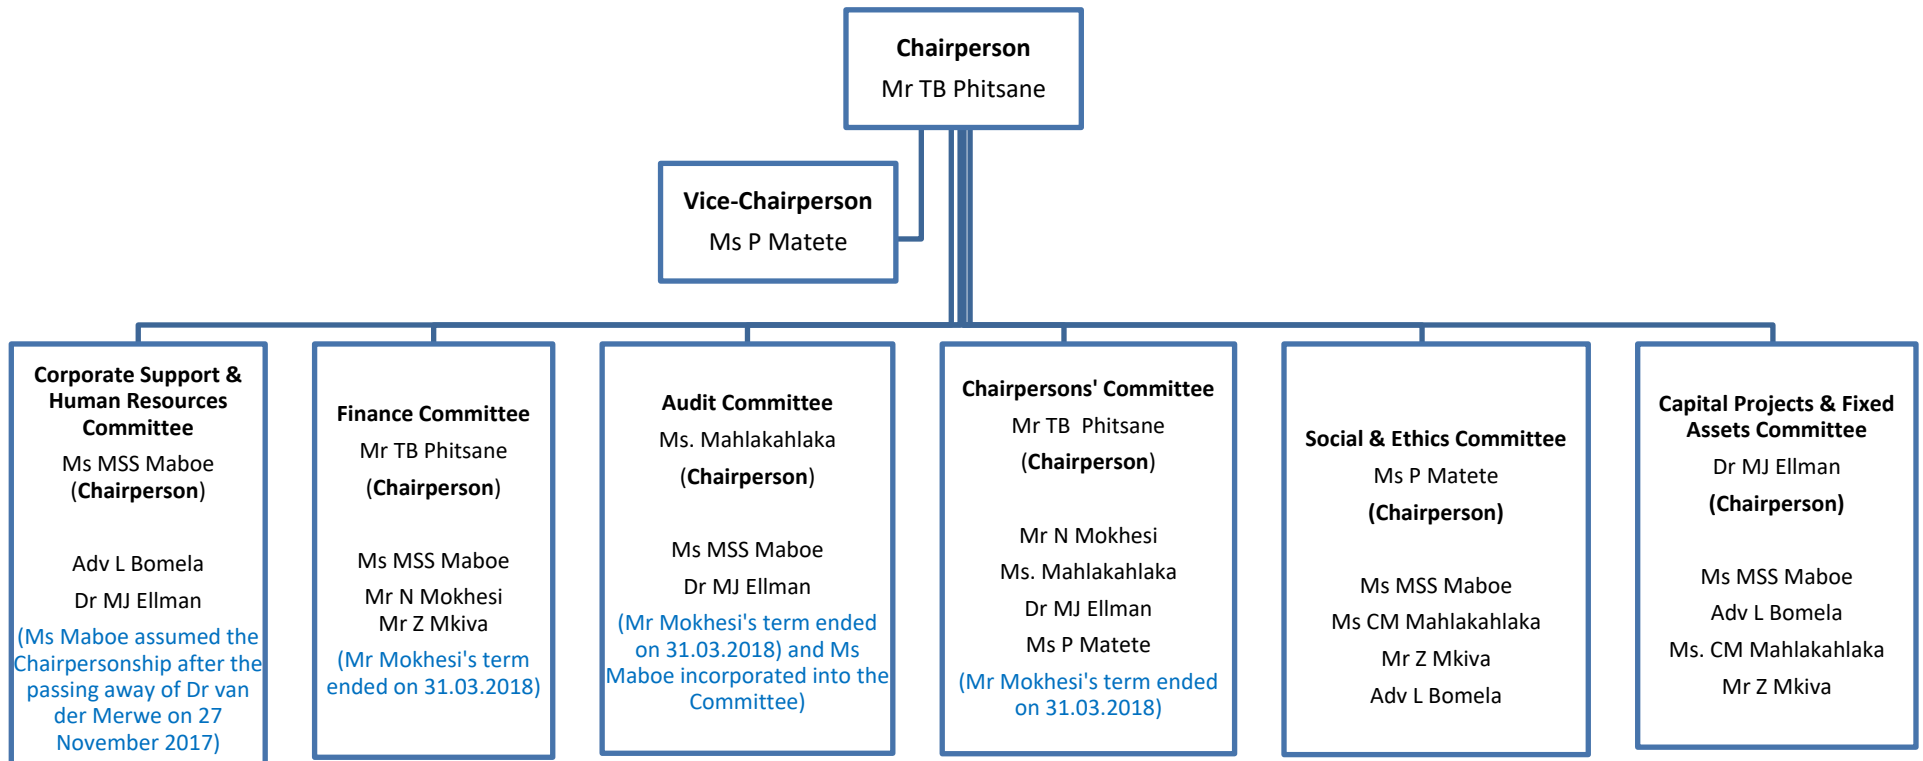 Chairperson
Mr TB Phitsane
Vice-Chairperson
Ms P Matete
Corporate Support &
Human Resources
Committee
Ms MSS Maboe
(Chairperson)
Adv L Bomela
Dr MJ Ellman
(Ms Maboe assumed the
Chairpersonship after the
passing away of Dr van
der Merwe on 27
November 2017)
Finance Committee
Mr TB Phitsane
(Chairperson)
Ms MSS Maboe
Mr N Mokhesi
Mr Z Mkiva
(Mr Mokhesi's term
ended on 31.03.2018)
Audit Committee
Ms. Mahlakahlaka
(Chairperson)
Ms MSS Maboe
Dr MJ Ellman
(Mr Mokhesi's term ended
on 31.03.2018) and Ms
Maboe incorporated into the
Committee)
Chairpersons' Committee
Mr TB Phitsane
(Chairperson)
Mr N Mokhesi
Ms. Mahlakahlaka
Dr MJ Ellman
Ms P Matete
(Mr Mokhesi's term ended
on 31.03.2018)
Social & Ethics Committee
Ms P Matete
(Chairperson)
Ms MSS Maboe
Ms CM Mahlakahlaka
Mr Z Mkiva
Adv L Bomela
Capital Projects & Fixed
Assets Committee
Dr MJ Ellman
(Chairperson)
Ms MSS Maboe
Adv L Bomela
Ms. CM Mahlakahlaka
Mr Z Mkiva